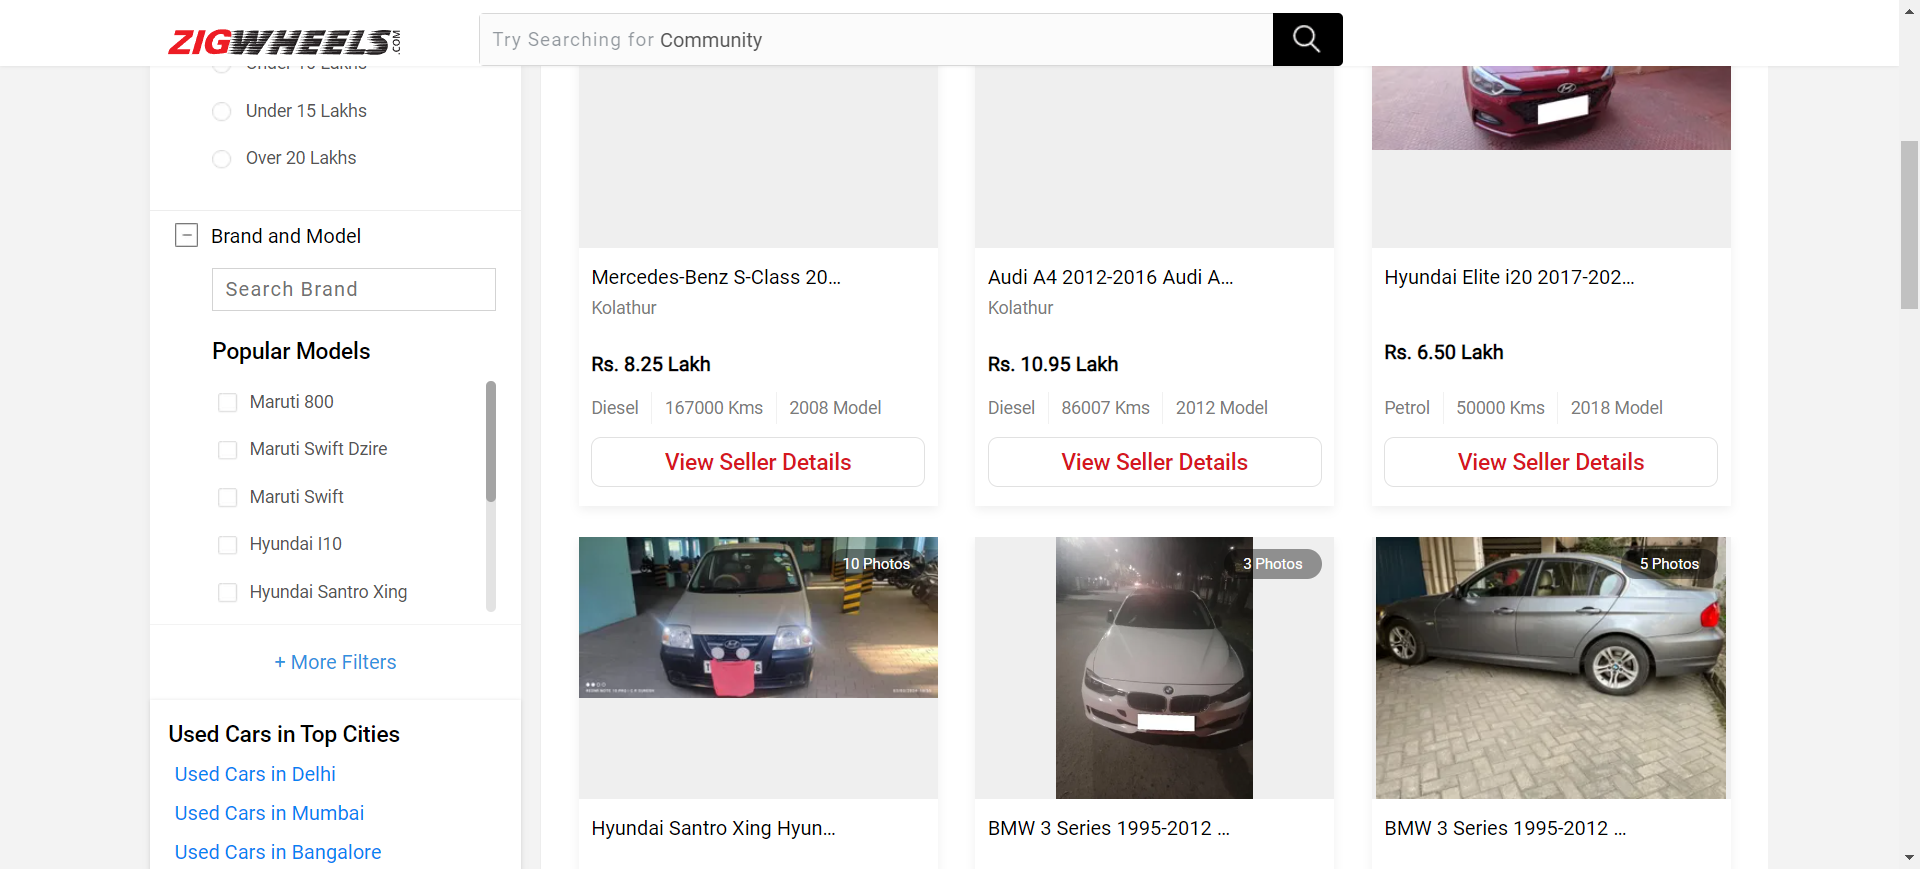 ZIGWHEELS.COM
Try Searching for Community
Under 15 Lakhs
Over 20 Lakhs
Brand and Model
Search Brand
Popular Models
Maruti 800
Maruti Swift Dzire
Maruti Swift
Hyundai I10
Hyundai Santro Xing
+ More Filters
Used Cars in Top Cities
Used Cars in Delhi
Used Cars in Mumbai
Used Cars in Bangalore
Mercedes-Benz S-Class 20...
Kolathur
Rs. 8.25 Lakh
Diesel 167000 Kms 2008 Model
View Seller Details
Audi A4 2012-2016 Audi A...
Kolathur
Rs. 10.95 Lakh
Diesel 86007 Kms 2012 Model
View Seller Details
Hyundai Elite i20 2017-202...
Rs. 6.50 Lakh
Petrol 50000 Kms 2018 Model
View Seller Details
10 Photos
Hyundai Santro Xing Hyun...
3 Photos
BMW 3 Series 1995-2012 ...
5 Photos
BMW 3 Series 1995-2012 ...